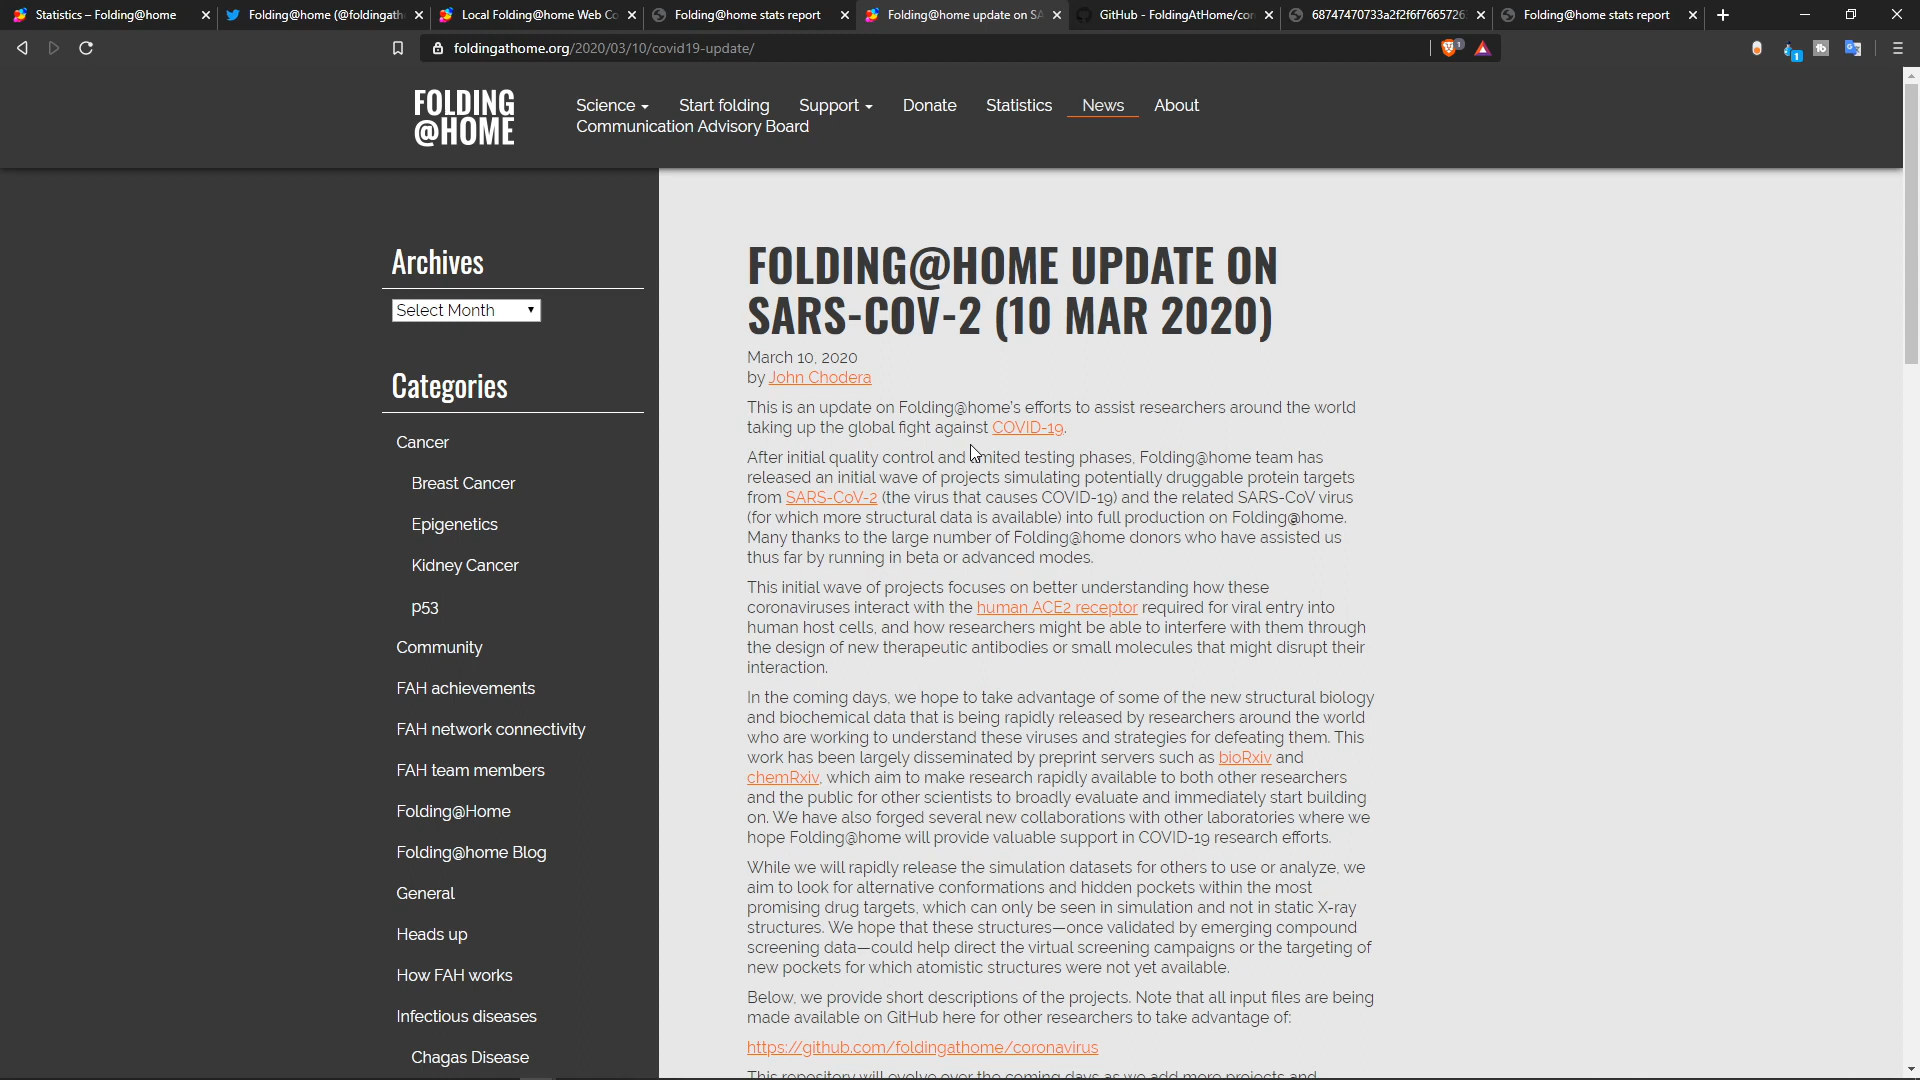 Statistics – Folding@home
Folding@home (@foldingath
Local Folding@home Web Co
Folding@home stats report
Folding@home update on SA
GitHub - FoldingAtHome/cor
68747470733a2f2f6f7665726
Folding@home stats report
foldingathome.org/2020/03/10/covid19-update/
1
1
FOLDING
@HOME
Science
Start folding
Support
Donate
Statistics
News
About
Communication Advisory Board
Archives
Select Month
Categories
Cancer
Breast Cancer
Epigenetics
Kidney Cancer
p53
Community
FAH achievements
FAH network connectivity
FAH team members
Folding@Home
Folding@home Blog
General
Heads up
How FAH works
Infectious diseases
Chagas Disease
FOLDING@HOME UPDATE ON
SARS-COV-2 (10 MAR 2020)
March 10, 2020
by John Chodera
This is an update on Folding@home's efforts to assist researchers around the world
taking up the global fight against COVID-19.
After initial quality control and limited testing phases, Folding@home team has
released an initial wave of projects simulating potentially druggable protein targets
from SARS-CoV-2 (the virus that causes COVID-19) and the related SARS-CoV virus
(for which more structural data is available) into full production on Folding@home.
Many thanks to the large number of Folding@home donors who have assisted us
thus far by running in beta or advanced modes.
This initial wave of projects focuses on better understanding how these
coronaviruses interact with the human ACE2 receptor required for viral entry into
human host cells, and how researchers might be able to interfere with them through
the design of new therapeutic antibodies or small molecules that might disrupt their
interaction.
In the coming days, we hope to take advantage of some of the new structural biology
and biochemical data that is being rapidly released by researchers around the world
who are working to understand these viruses and strategies for defeating them. This
work has been largely disseminated by preprint servers such as bioRxiv and
chemRxiv, which aim to make research rapidly available to both other researchers
and the public for other scientists to broadly evaluate and immediately start building
on. We have also forged several new collaborations with other laboratories where we
hope Folding@home will provide valuable support in COVID-19 research efforts.
While we will rapidly release the simulation datasets for others to use or analyze, we
aim to look for alternative conformations and hidden pockets within the most
promising drug targets, which can only be seen in simulation and not in static X-ray
structures. We hope that these structures—once validated by emerging compound
screening data—could help direct the virtual screening campaigns or the targeting of
new pockets for which atomistic structures were not yet available.
Below, we provide short descriptions of the projects. Note that all input files are being
made available on GitHub here for other researchers to take advantage of:
https://github.com/foldingathome/coronavirus
This repository will evolve over the coming days as we add more projects and